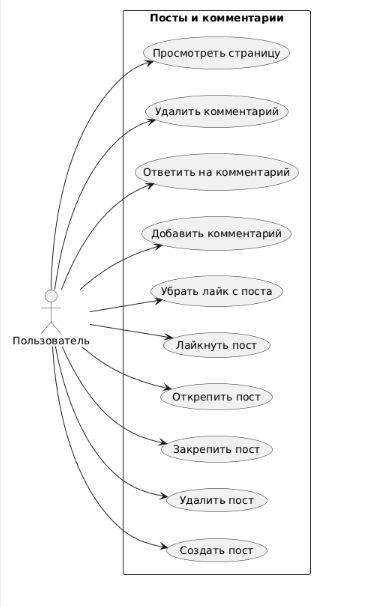 Посты и комментарии
Просмотреть страницу
Удалить комментарий
Ответить на комментарий
Добавить комментарий
Убрать лайк с поста
Пользователь
Лайкнуть пост
Открепить пост
Закрепить пост
Удалить пост
Создать пост